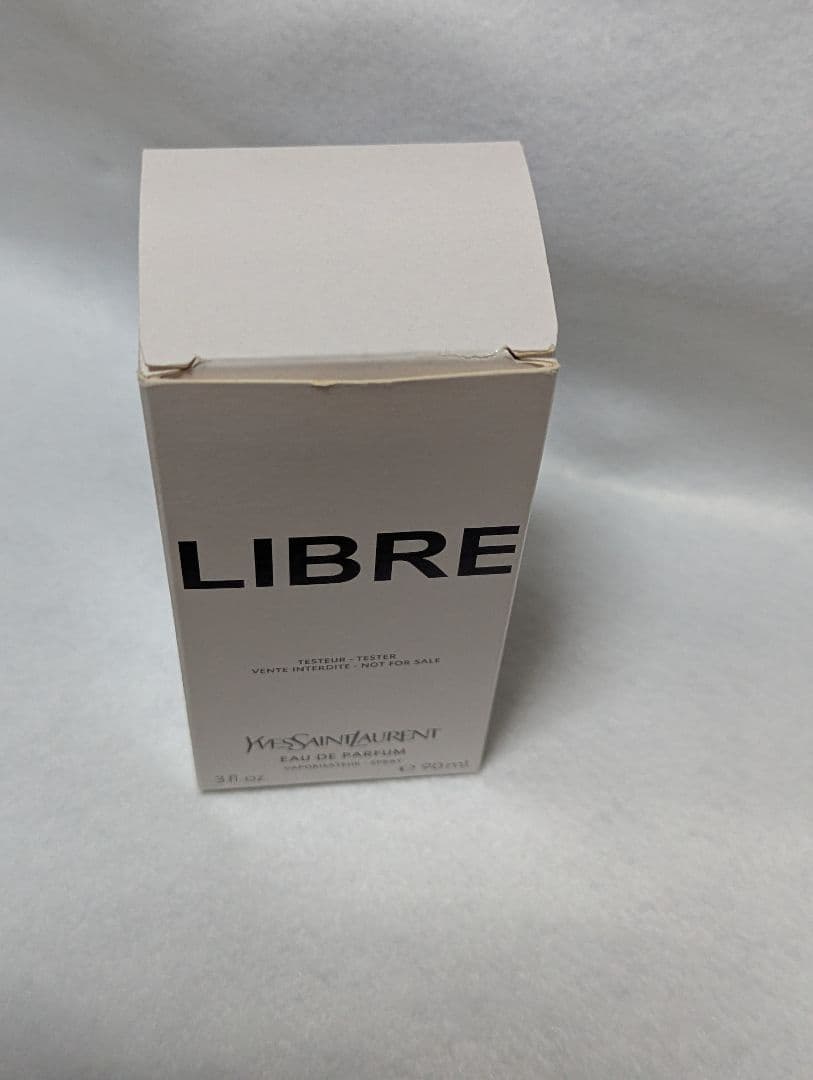 LIBRE
TESTEUR - TESTER
VENTE INTERDITE - NOT FOR SALE
YVESSAINTLAURENT
EAU DE PARFUM
VAPORISATEUR - SPRAY
3 fl oz ℮ 90 ml